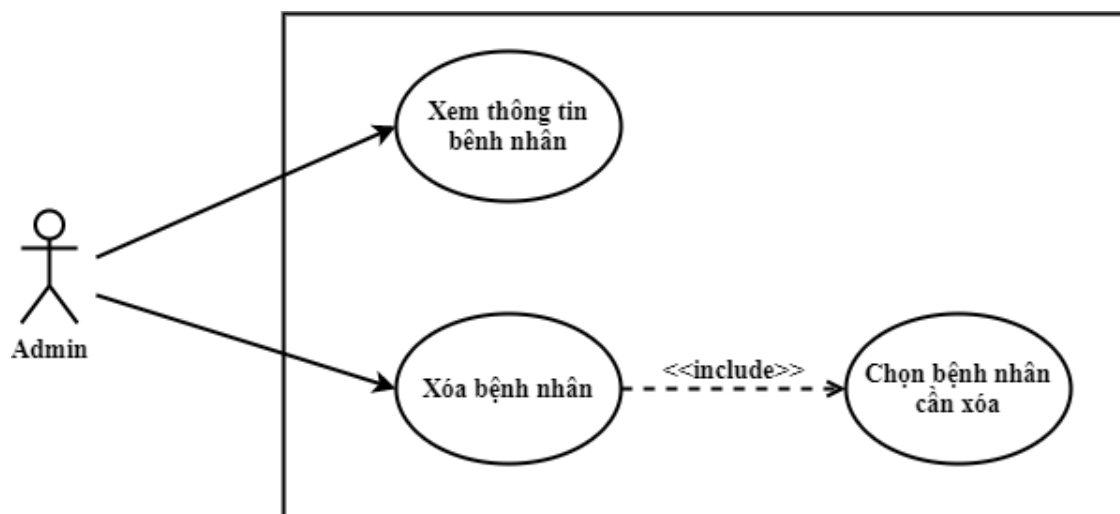 Xem thông tin
bênh nhân
Admin
Xóa bệnh nhân
<<include>>
Chọn bệnh nhân
cần xóa